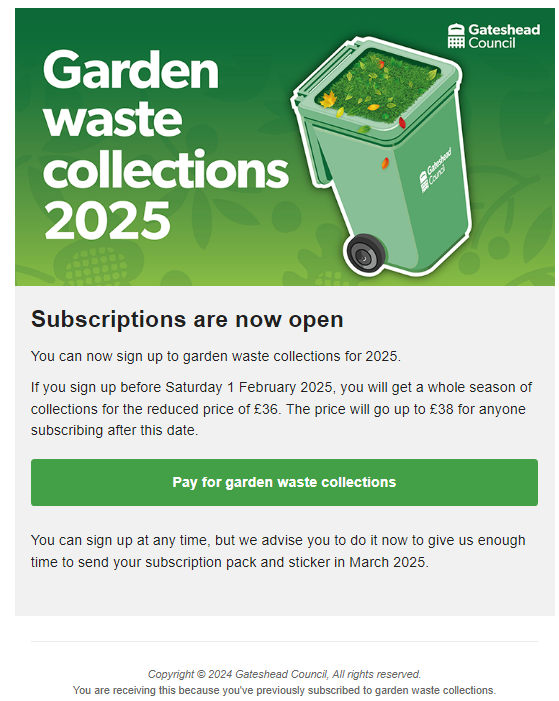 Gateshead
Council
Garden
waste
collections
2025
Gateshead
Council
Subscriptions are now open
You can now sign up to garden waste collections for 2025.
If you sign up before Saturday 1 February 2025, you will get a whole season of
collections for the reduced price of £36. The price will go up to £38 for anyone
subscribing after this date.
Pay for garden waste collections
You can sign up at any time, but we advise you to do it now to give us enough
time to send your subscription pack and sticker in March 2025.
Copyright © 2024 Gateshead Council, All rights reserved.
You are receiving this because you've previously subscribed to garden waste collections.